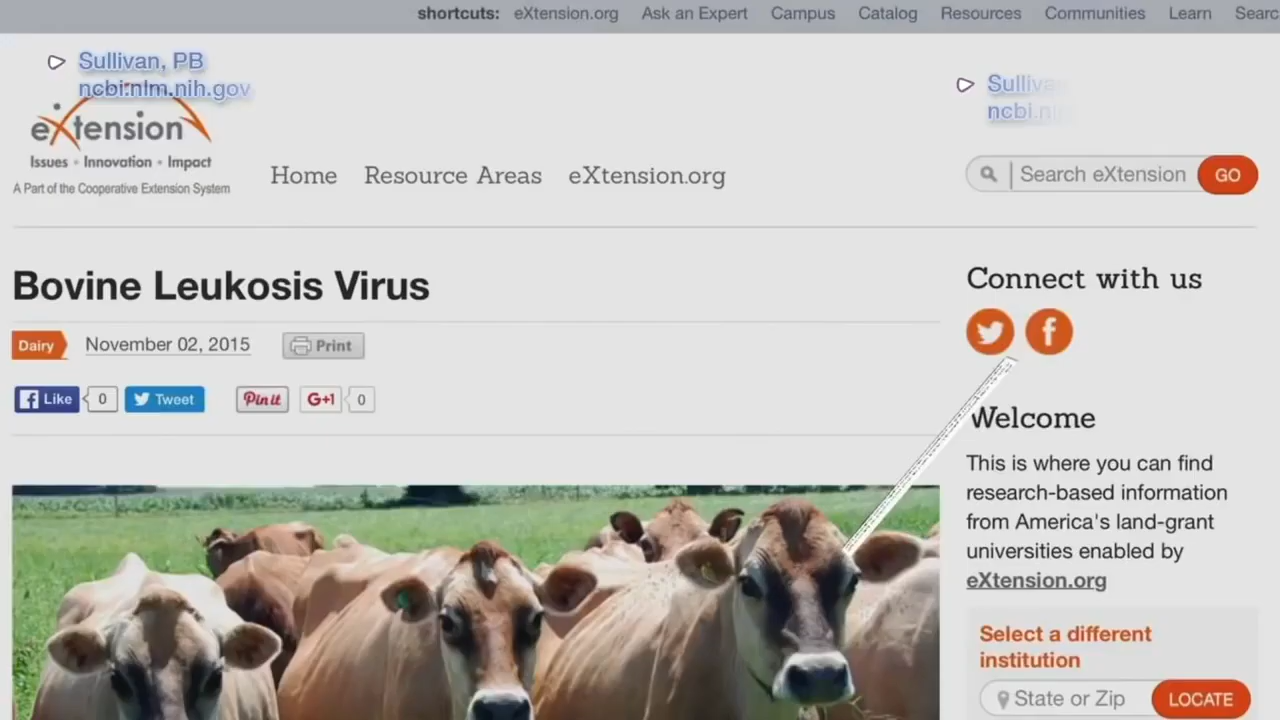 shortcuts: eXtension.org Ask an Expert Campus Catalog Resources Communities Learn
Sullivan, PB
ncbi.nlm.nih.gov
eXtension
Issues • Innovation • Impact
A Part of the Cooperative Extension System
Home Resource Areas eXtension.org
Search eXtension GO
Bovine Leukosis Virus
Dairy November 02, 2015 Print
Like 0 Tweet Pin it G+1 0
Connect with us
Welcome
This is where you can find
research-based information
from America's land-grant
universities enabled by
eXtension.org
Select a different
institution
State or Zip LOCATE